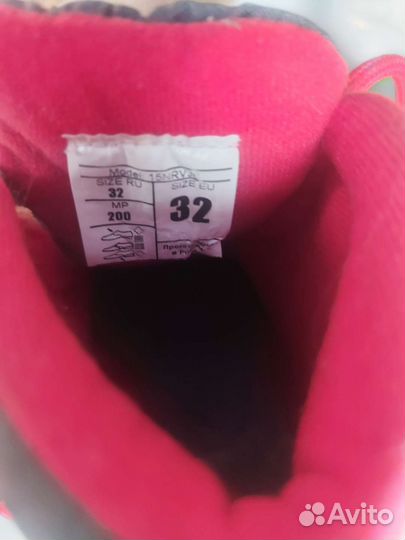 Model: 15NRV
SIZE RU
32
MP
200
SIZE EU
32
в
Avito